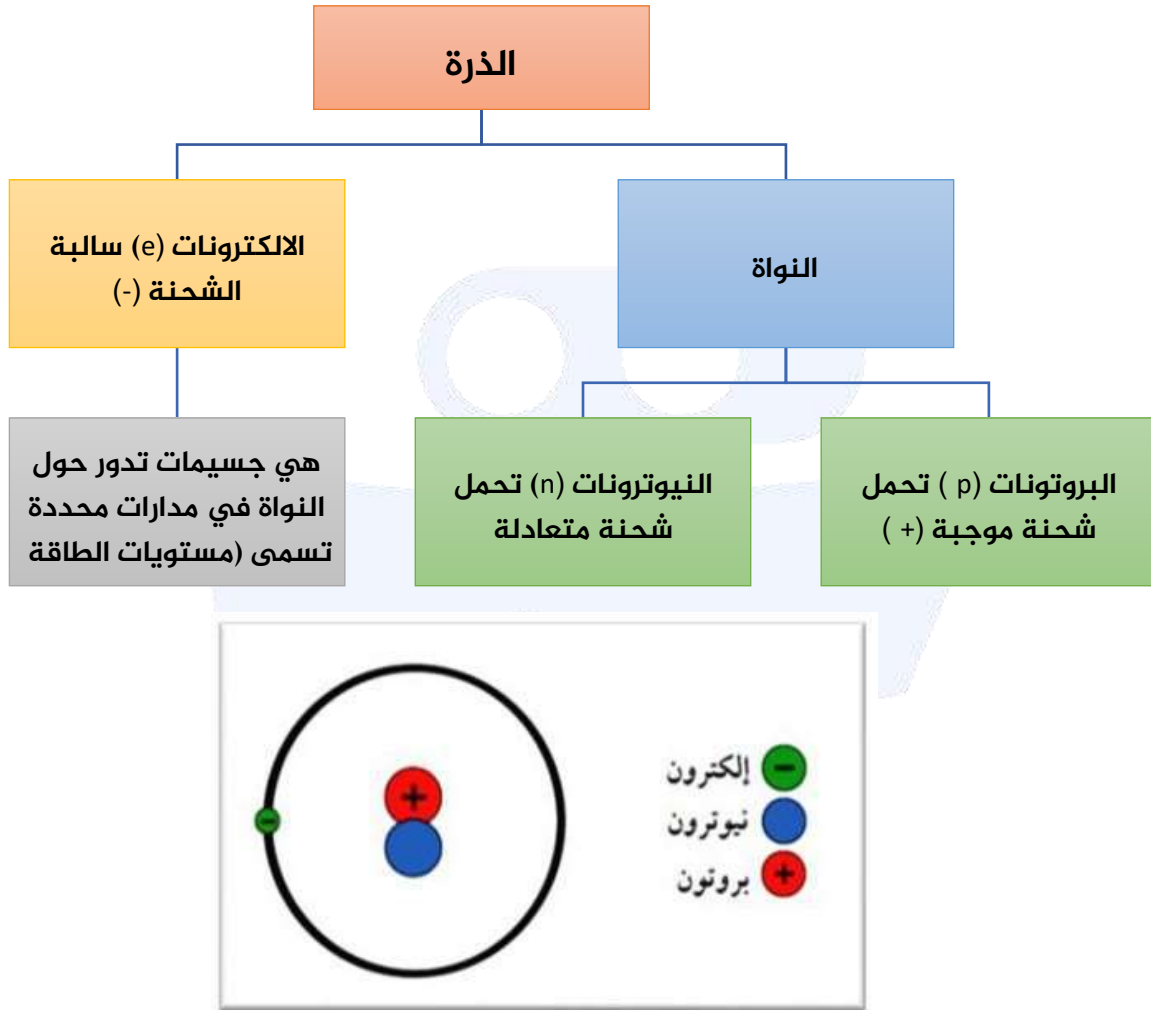 الذرة
النواة
الالكترونات (e) سالبة
الشحنة (-)
البروتونات (p ) تحمل
شحنة موجبة (+ )
النيوترونات (n) تحمل
شحنة متعادلة
هي جسيمات تدور حول
النواة في مدارات محددة
تسمى (مستويات الطاقة
إلكترون
نيوترون
بروتون